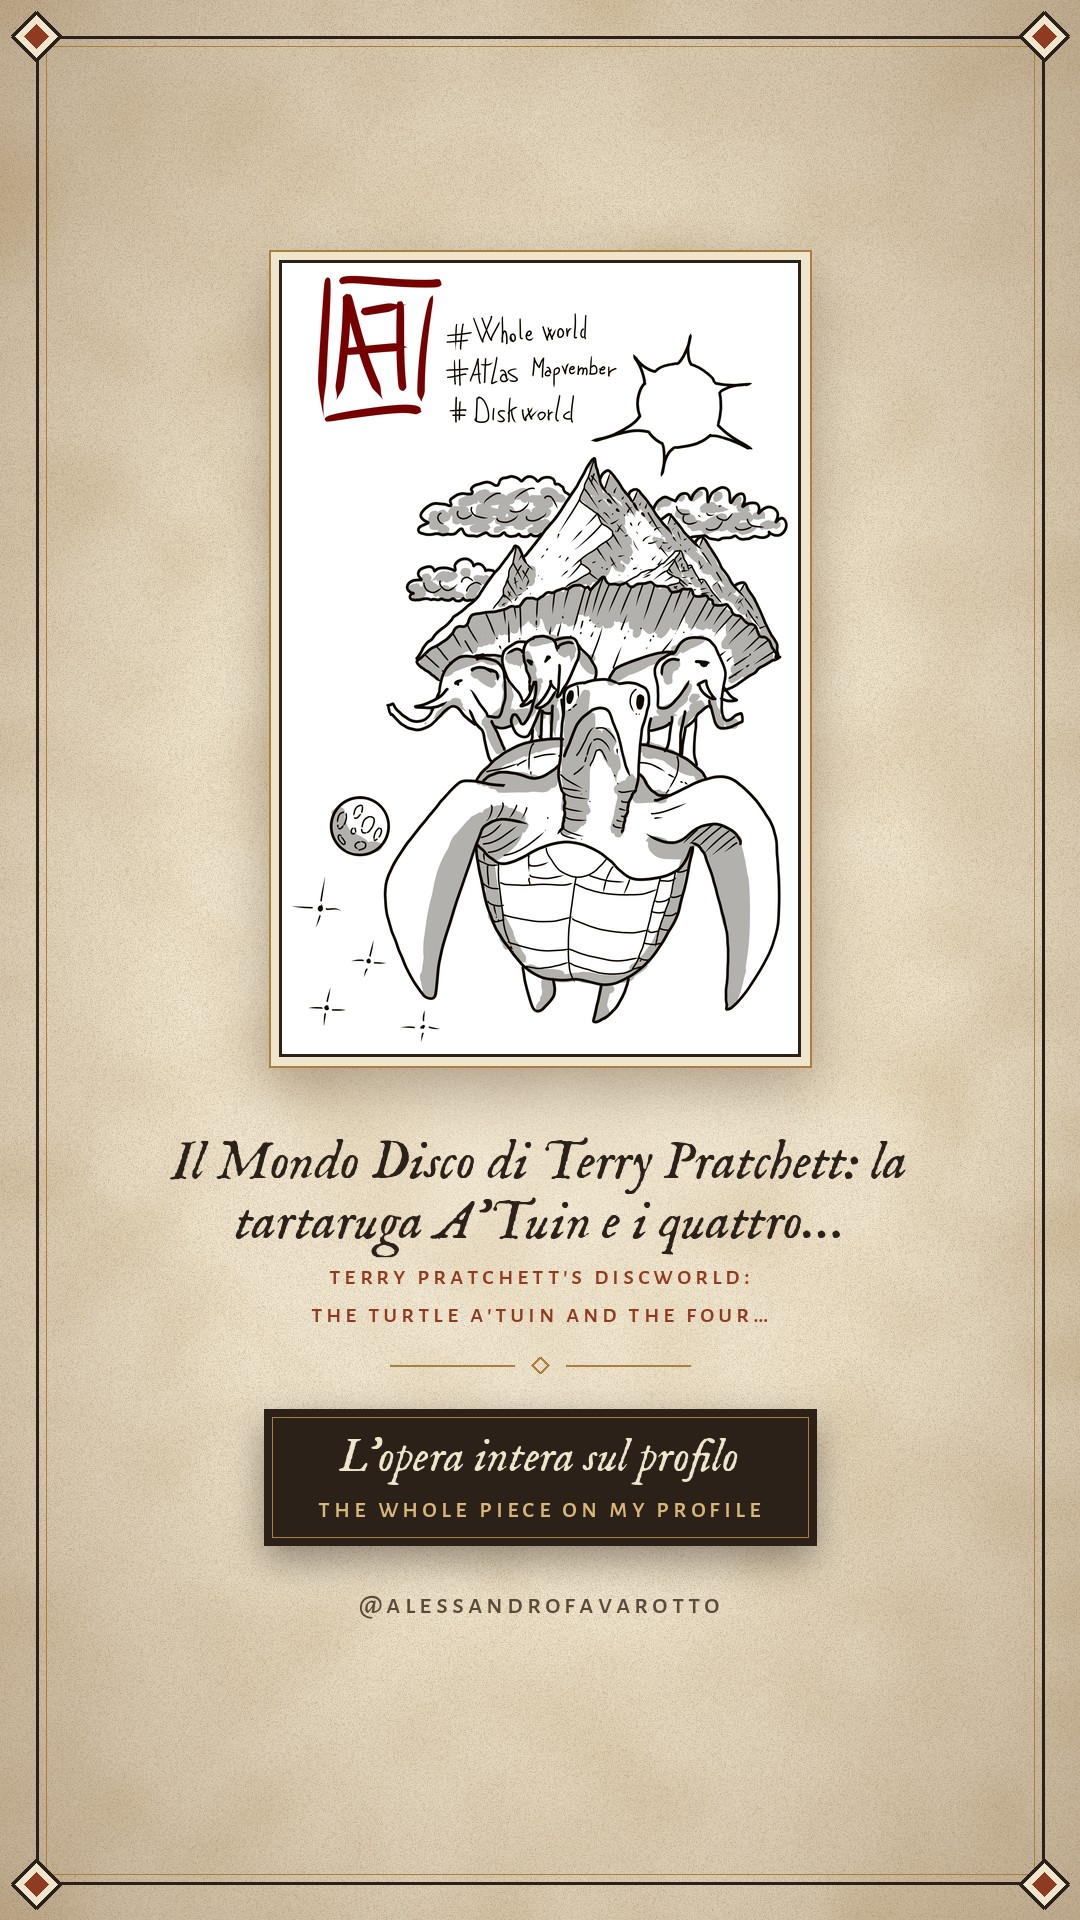 AF
#Whole world
#Atlas Mapvember
#Diskworld
Il Mondo Disco di Terry Pratchett: la
tartaruga A’Tuin e i quattro…
TERRY PRATCHETT'S DISCWORLD:
THE TURTLE A'TUIN AND THE FOUR…
L’opera intera sul profilo
THE WHOLE PIECE ON MY PROFILE
@ALESSANDROFAVAROTTO